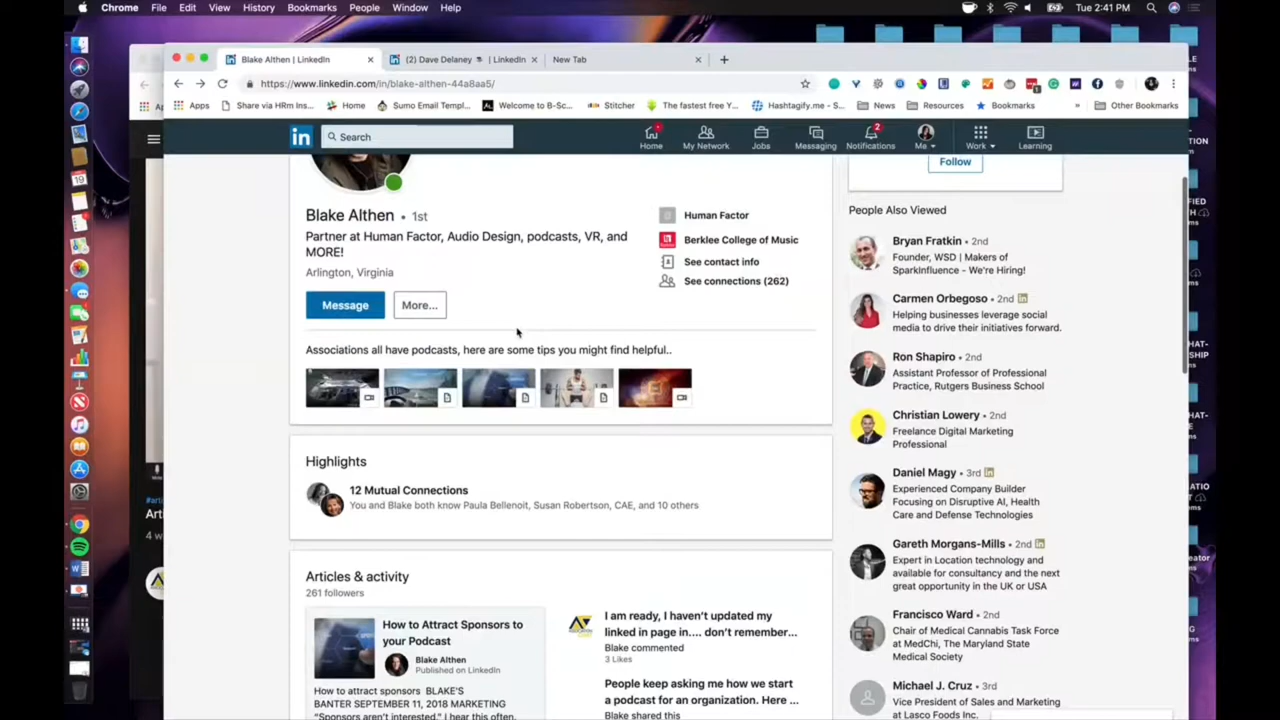 Chrome File Edit View History Bookmarks People Window Help
Tue 2:41 PM
Blake Althen | LinkedIn
(2) Dave Delaney | LinkedIn
New Tab
https://www.linkedin.com/in/blake-althen-44a8aa5/
Apps
Share via HRm Ins...
Home
Sumo Email Templ...
Welcome to B-Sc...
Stitcher
The fastest free Y...
Hashtagify.me - S...
News
Resources
Bookmarks
»
Other Bookmarks
in
Search
Home
My Network
Jobs
Messaging
2
Notifications
Me
Work
Learning
Blake Althen • 1st
Partner at Human Factor, Audio Design, podcasts, VR, and
MORE!
Arlington, Virginia
Message
More...
Human Factor
Berklee College of Music
See contact info
See connections (262)
Associations all have podcasts, here are some tips you might find helpful..
Highlights
12 Mutual Connections
You and Blake both know Paula Bellenoit, Susan Robertson, CAE, and 10 others
Articles & activity
261 followers
How to Attract Sponsors to
your Podcast
Blake Althen
Published on LinkedIn
How to attract sponsors BLAKE'S
BANTER SEPTEMBER 11, 2018 MARKETING
"Sponsors aren't interested." I hear this often.
I am ready, I haven't updated my
linked in page in.... don't remember...
Blake commented
3 Likes
People keep asking me how we start
a podcast for an organization. Here ...
Blake shared this
Follow
People Also Viewed
Bryan Fratkin • 2nd
Founder, WSD | Makers of
SparkInfluence - We're Hiring!
Carmen Orbegoso • 2nd
Helping businesses leverage social
media to drive their initiatives forward.
Ron Shapiro • 2nd
Assistant Professor of Professional
Practice, Rutgers Business School
Christian Lowery • 2nd
Freelance Digital Marketing
Professional
Daniel Magy • 3rd
Experienced Company Builder
Focusing on Disruptive AI, Health
Care and Defense Technologies
Gareth Morgans-Mills • 2nd
Expert in Location technology and
available for consultancy and the next
great opportunity in the UK or USA
Francisco Ward • 2nd
Chair of Medical Cannabis Task Force
at MedChi, The Maryland State
Medical Society
Michael J. Cruz • 3rd
Vice President of Sales and Marketing
at Lasco Foods Inc.